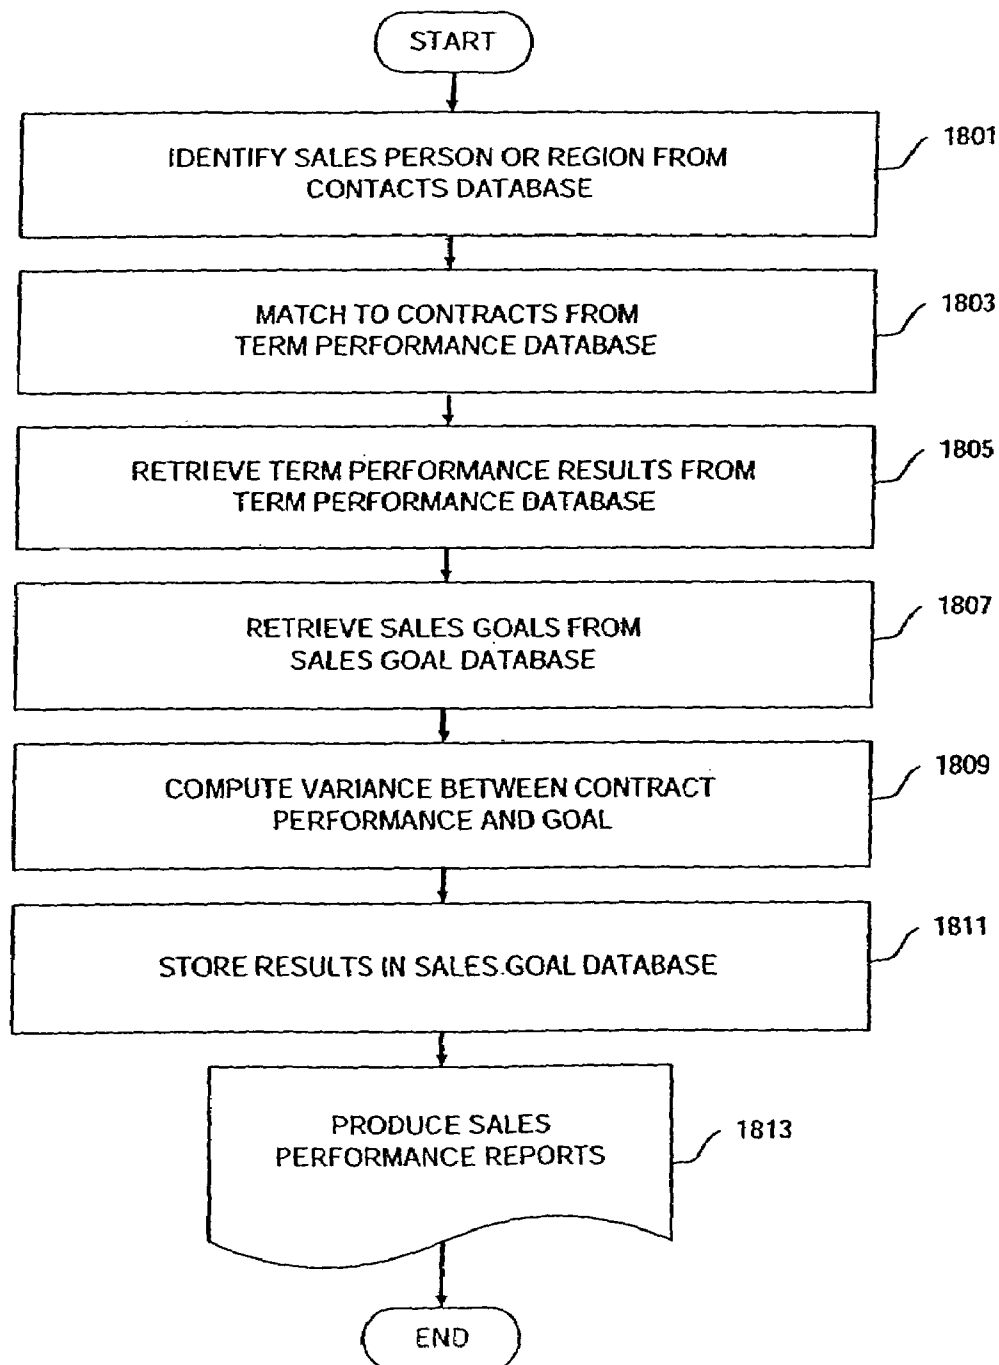 START
IDENTIFY SALES PERSON OR REGION FROM
CONTACTS DATABASE
1801
MATCH TO CONTRACTS FROM
TERM PERFORMANCE DATABASE
1803
RETRIEVE TERM PERFORMANCE RESULTS FROM
TERM PERFORMANCE DATABASE
1805
RETRIEVE SALES GOALS FROM
SALES GOAL DATABASE
1807
COMPUTE VARIANCE BETWEEN CONTRACT
PERFORMANCE AND GOAL
1809
STORE RESULTS IN SALES GOAL DATABASE
1811
PRODUCE SALES
PERFORMANCE REPORTS
1813
END